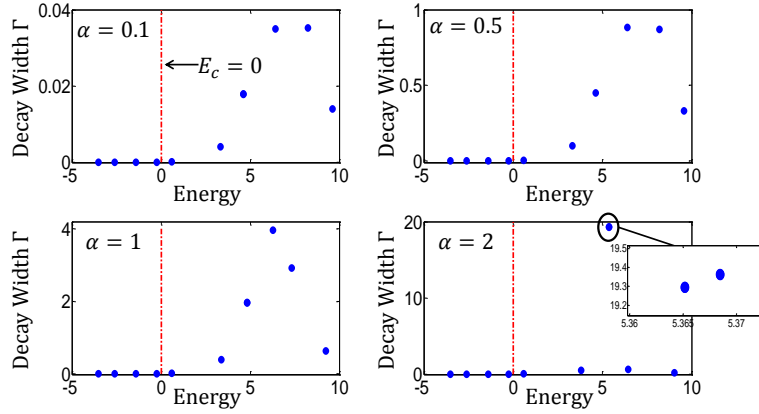 0.04
α = 0.1
E_c = 0
0.02
0
Decay Width Γ
-5 0 5 10
Energy
1
α = 0.5
0.5
0
Decay Width Γ
-5 0 5 10
Energy
4
α = 1
2
0
Decay Width Γ
-5 0 5 10
Energy
20
α = 2
10
0
Decay Width Γ
-5 0 5 10
Energy
19.5
19.4
19.3
19.2
5.36 5.365 5.37